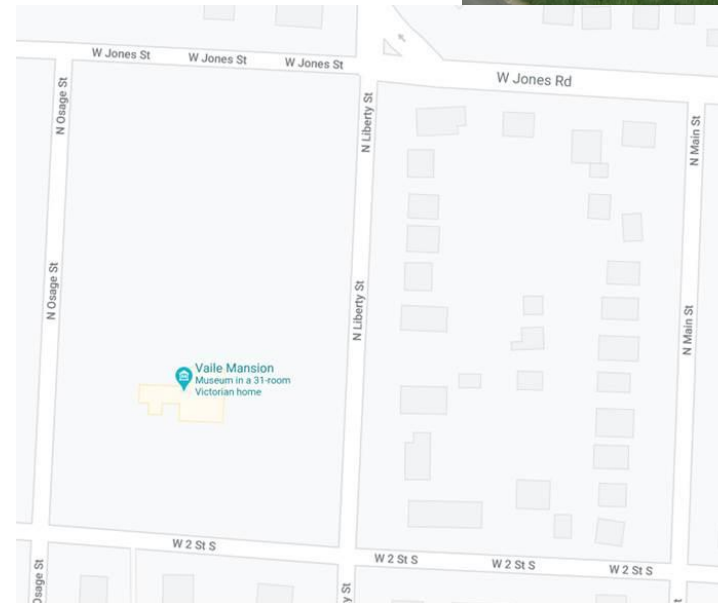 W Jones St
W Jones St
W Jones St
W Jones Rd
N Osage St
N Liberty St
N Main St
N Osage St
N Liberty St
N Main St
Vaile Mansion
Museum in a 31-room
Victorian home
W 2 St S
W 2 St S
W 2 St S
W 2 St S
Osage St
y St
t